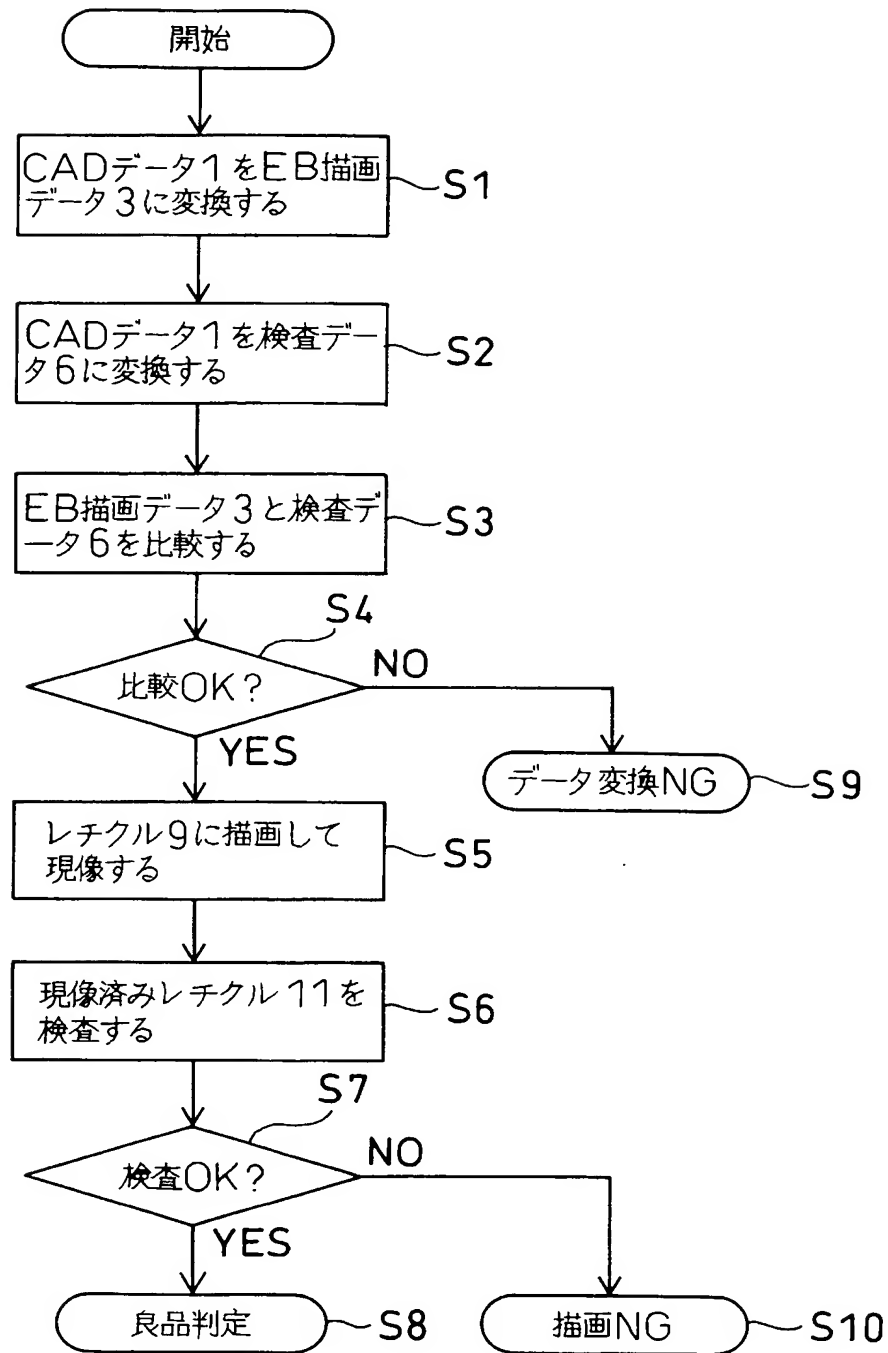 開始
CADデータ1をEB描画
データ3に変換する
S1
CADデータ1を検査デー
タ6に変換する
S2
EB描画データ3と検査デ
ータ6を比較する
S3
S4
比較OK?
NO
YES
データ変換NG
S9
レチクル9に描画して
現像する
S5
現像済みレチクル11を
検査する
S6
S7
検査OK?
NO
YES
良品判定
S8
描画NG
S10